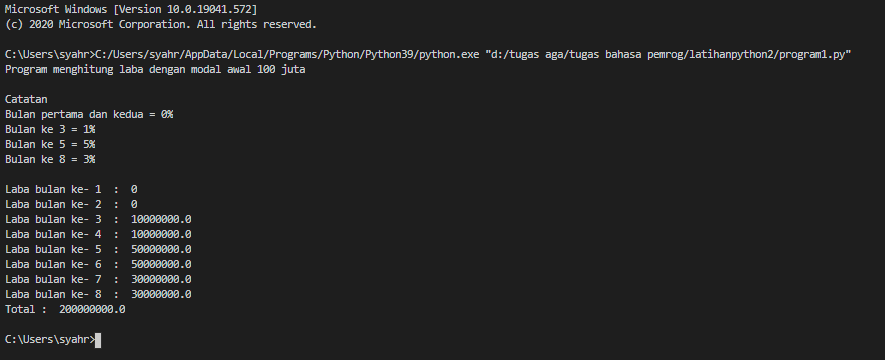 Microsoft Windows [Version 10.0.19041.572]
(c) 2020 Microsoft Corporation. All rights reserved.
C:\Users\syahr>C:/Users/syahr/AppData/Local/Programs/Python/Python39/python.exe "d:/tugas aga/tugas bahasa pemrog/latihanpython2/program1.py"
Program menghitung laba dengan modal awal 100 juta
Catatan
Bulan pertama dan kedua = 0%
Bulan ke 3 = 1%
Bulan ke 5 = 5%
Bulan ke 8 = 3%
Laba bulan ke- 1  :  0
Laba bulan ke- 2  :  0
Laba bulan ke- 3  :  10000000.0
Laba bulan ke- 4  :  10000000.0
Laba bulan ke- 5  :  50000000.0
Laba bulan ke- 6  :  50000000.0
Laba bulan ke- 7  :  30000000.0
Laba bulan ke- 8  :  30000000.0
Total :  200000000.0
C:\Users\syahr>